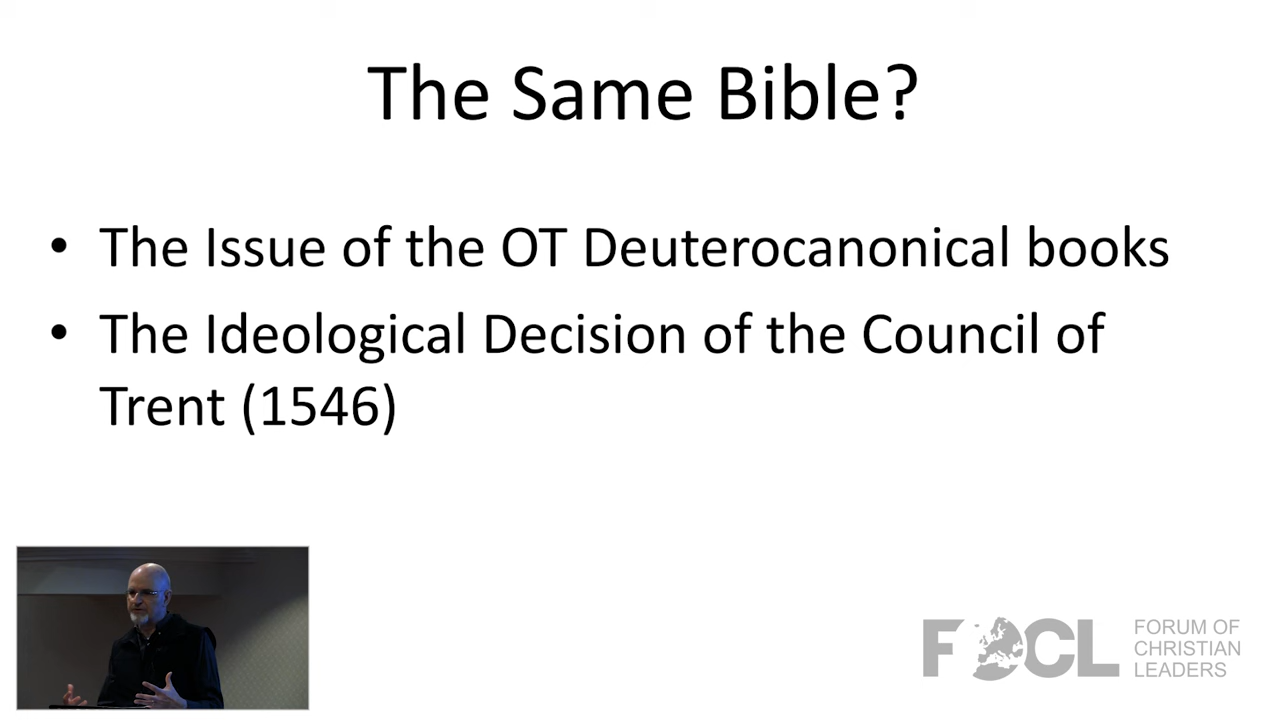 The Same Bible?
• The Issue of the OT Deuterocanonical books
• The Ideological Decision of the Council of
Trent (1546)
FOCL
FORUM OF
CHRISTIAN
LEADERS